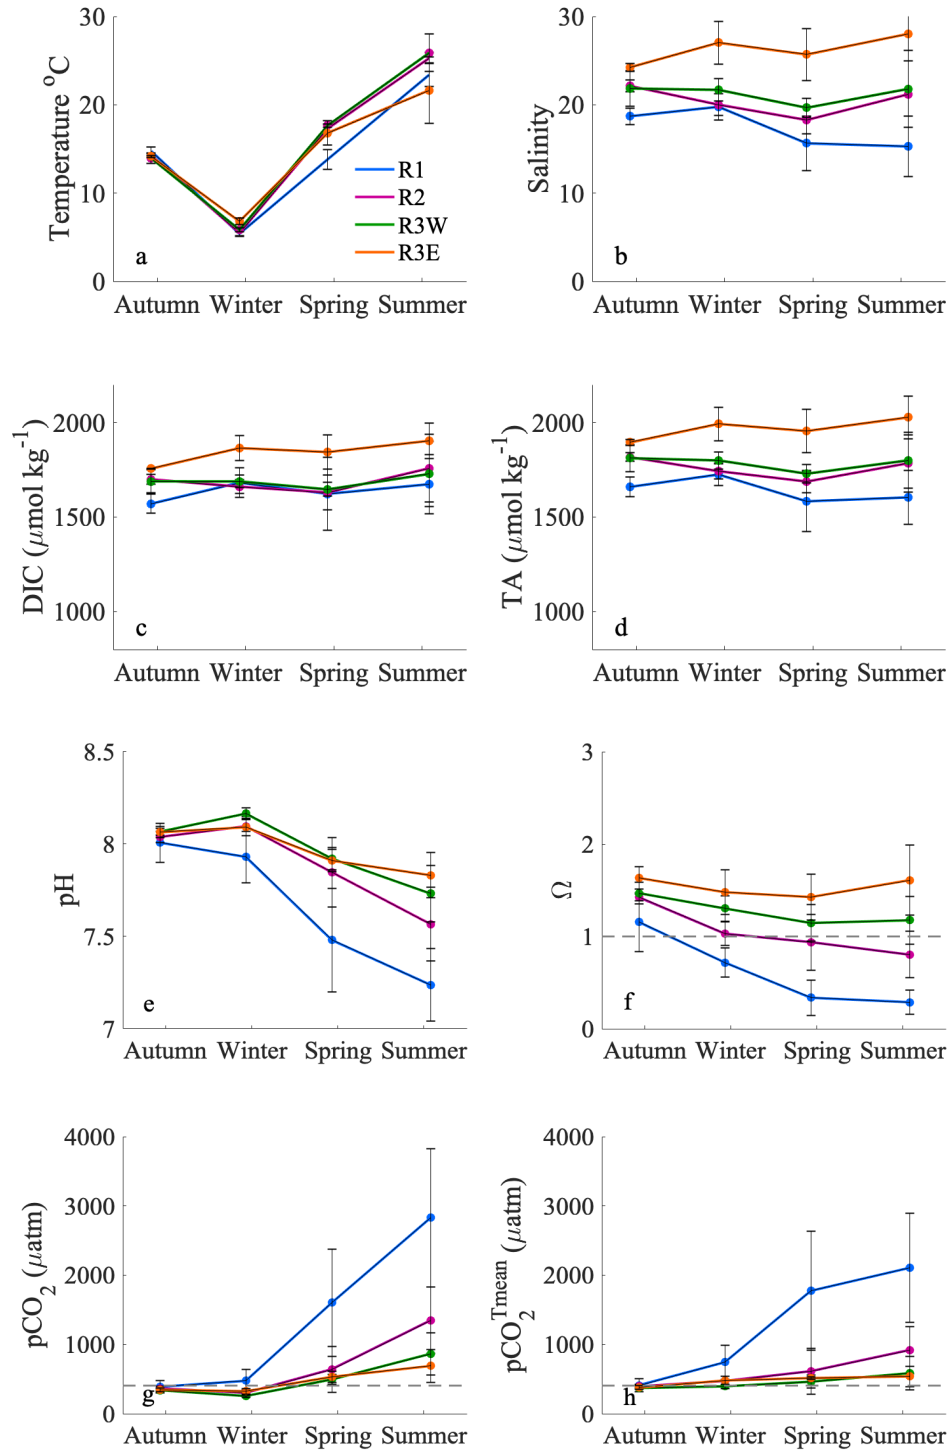 30
20
10
0
Temperature °C
R1
R2
R3W
R3E
a
Autumn Winter Spring Summer
30
20
10
0
Salinity
b
Autumn Winter Spring Summer
2000
1500
1000
DIC (μmol kg⁻¹)
c
Autumn Winter Spring Summer
2000
1500
1000
TA (μmol kg⁻¹)
d
Autumn Winter Spring Summer
8.5
8
7.5
7
pH
e
Autumn Winter Spring Summer
3
2
1
0
Ω
f
Autumn Winter Spring Summer
4000
3000
2000
1000
0
pCO₂ (μatm)
g
Autumn Winter Spring Summer
4000
3000
2000
1000
0
pCO₂ᵀᵐᵉᵃⁿ (μatm)
h
Autumn Winter Spring Summer